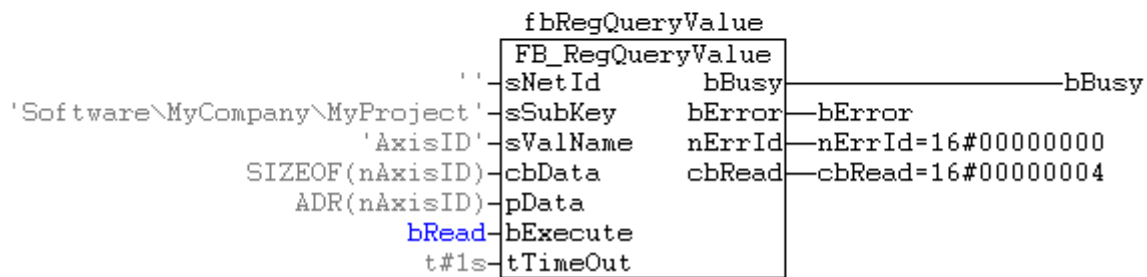 fbRegQueryValue
FB_RegQueryValue
'' sNetId bBusy bBusy
'Software\MyCompany\MyProject' sSubKey bError bError
'AxisID' sValName nErrId nErrId=16#00000000
SIZEOF(nAxisID) cbData cbRead cbRead=16#00000004
ADR(nAxisID) pData
bRead bExecute
t#1s tTimeOut